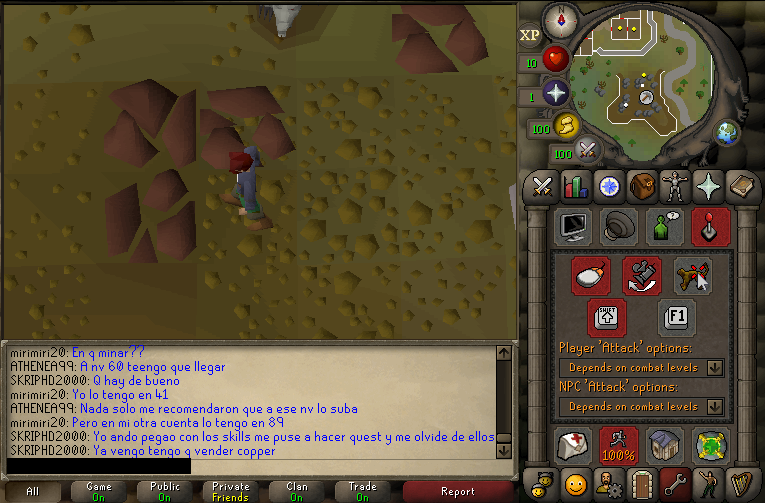 N
XP
10
1
100
100
SHIFT
F1
Player 'Attack' options:
Depends on combat levels
NPC 'Attack' options:
Depends on combat levels
100%
mirimiri20: En q minar??
ATHENEA99: A nv 60 teengo que llegar
SKRIPHD2000: Q hay de bueno
mirimiri20: Yo lo tengo en 41
ATHENEA99: Nada solo me recomendaron que a ese nv lo suba
mirimiri20: Pero en mi otra cuenta lo tengo en 89
SKRIPHD2000: Yo ando pegao con los skills me puse a hacer quest y me olvide de ellos
SKRIPHD2000: Ya vengo tengo q vender copper
All
Game
On
Public
On
Private
Friends
Clan
On
Trade
On
Report